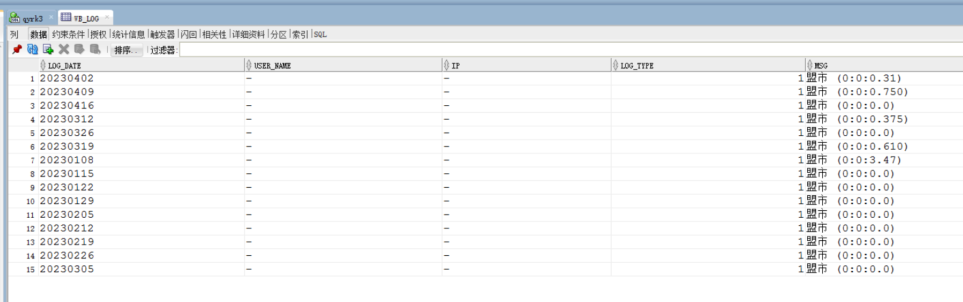 qyrk3 VB_LOG
列 数据 约束条件 授权 统计信息 触发器 闪回 相关性 详细资料 分区 索引 SQL
排序... 过滤器:
LOG_DATE USER_NAME IP LOG_TYPE MSG
1 20230402 - - 1 盟市 (0:0:0.31)
2 20230409 - - 1 盟市 (0:0:0.750)
3 20230416 - - 1 盟市 (0:0:0.0)
4 20230312 - - 1 盟市 (0:0:0.375)
5 20230326 - - 1 盟市 (0:0:0.0)
6 20230319 - - 1 盟市 (0:0:0.610)
7 20230108 - - 1 盟市 (0:0:3.47)
8 20230115 - - 1 盟市 (0:0:0.0)
9 20230122 - - 1 盟市 (0:0:0.0)
10 20230129 - - 1 盟市 (0:0:0.0)
11 20230205 - - 1 盟市 (0:0:0.0)
12 20230212 - - 1 盟市 (0:0:0.0)
13 20230219 - - 1 盟市 (0:0:0.0)
14 20230226 - - 1 盟市 (0:0:0.0)
15 20230305 - - 1 盟市 (0:0:0.0)